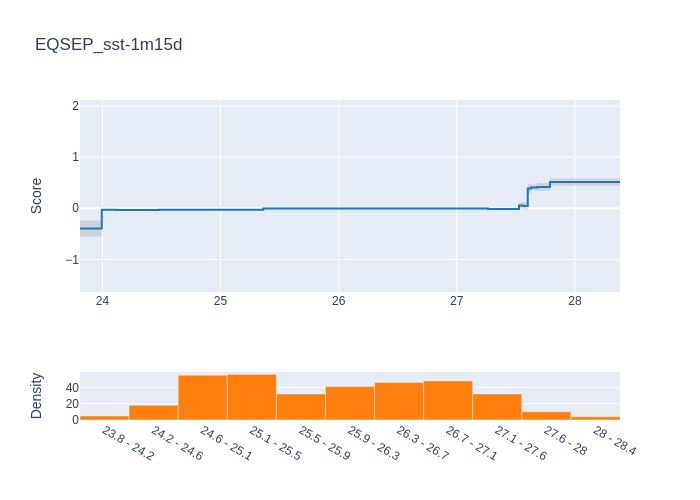 EQSEP_sst-1m15d
2
1
0
−1
Score
24
25
26
27
28
40
20
0
Density
23.8 - 24.2
24.2 - 24.6
24.6 - 25.1
25.1 - 25.5
25.5 - 25.9
25.9 - 26.3
26.3 - 26.7
26.7 - 27.1
27.1 - 27.6
27.6 - 28
28 - 28.4